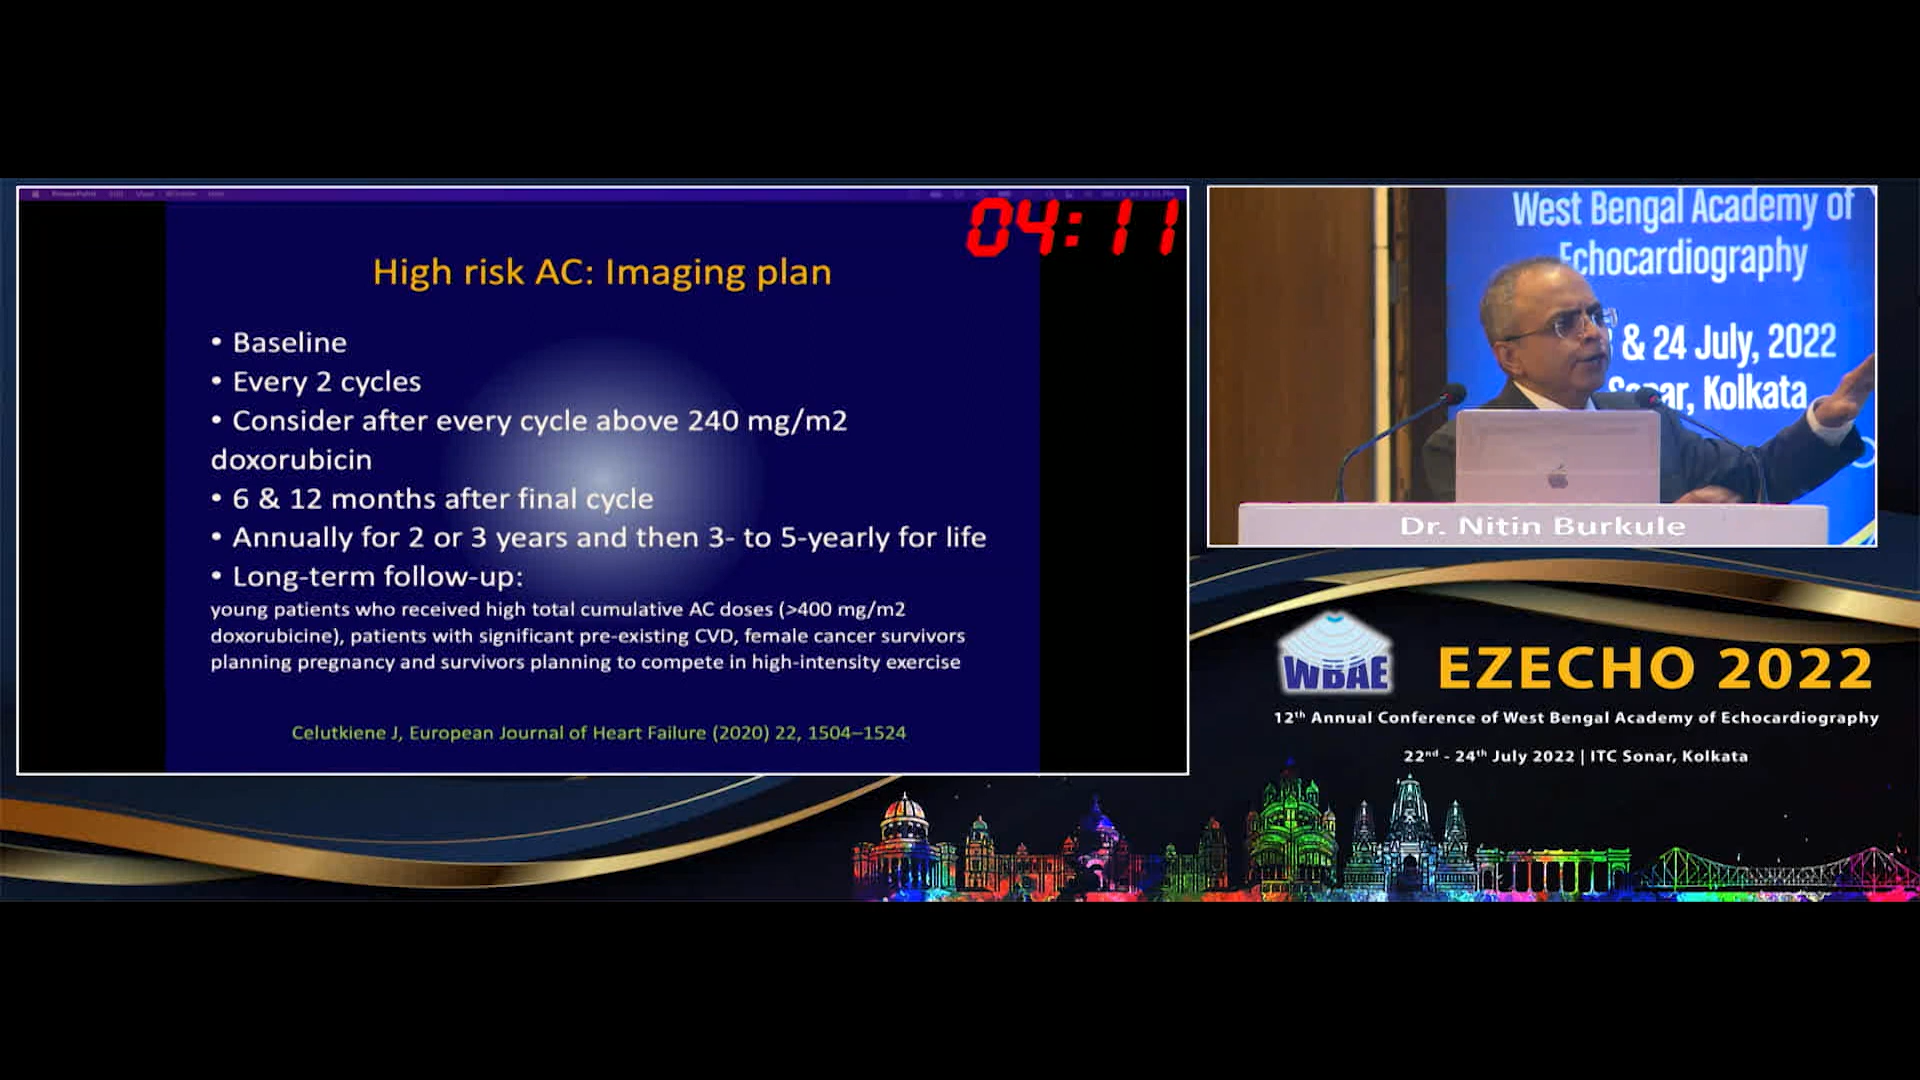 04:11
High risk AC: Imaging plan
• Baseline
• Every 2 cycles
• Consider after every cycle above 240 mg/m2
doxorubicin
• 6 & 12 months after final cycle
• Annually for 2 or 3 years and then 3- to 5-yearly for life
• Long-term follow-up:
young patients who received high total cumulative AC doses (>400 mg/m2
doxorubicine), patients with significant pre-existing CVD, female cancer survivors
planning pregnancy and survivors planning to compete in high-intensity exercise
Celutkiene J, European Journal of Heart Failure (2020) 22, 1504–1524
West Bengal Academy of
Echocardiography
& 24 July, 2022
Sonar, Kolkata
Dr. Nitin Burkule
WBAE
EZECHO 2022
12th Annual Conference of West Bengal Academy of Echocardiography
22nd - 24th July 2022 | ITC Sonar, Kolkata